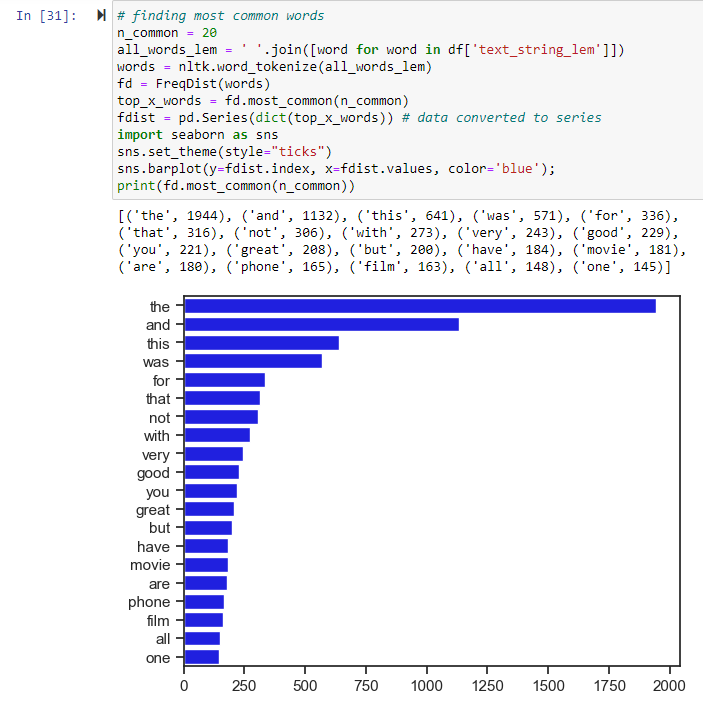 In [31]:
# finding most common words
n_common = 20
all_words_lem = ' '.join([word for word in df['text_string_lem']])
words = nltk.word_tokenize(all_words_lem)
fd = FreqDist(words)
top_x_words = fd.most_common(n_common)
fdist = pd.Series(dict(top_x_words)) # data converted to series
import seaborn as sns
sns.set_theme(style="ticks")
sns.barplot(y=fdist.index, x=fdist.values, color='blue');
print(fd.most_common(n_common))
[('the', 1944), ('and', 1132), ('this', 641), ('was', 571), ('for', 336),
('that', 316), ('not', 306), ('with', 273), ('very', 243), ('good', 229),
('you', 221), ('great', 208), ('but', 200), ('have', 184), ('movie', 181),
('are', 180), ('phone', 165), ('film', 163), ('all', 148), ('one', 145)]
the
and
this
was
for
that
not
with
very
good
you
great
but
have
movie
are
phone
film
all
one
0 250 500 750 1000 1250 1500 1750 2000